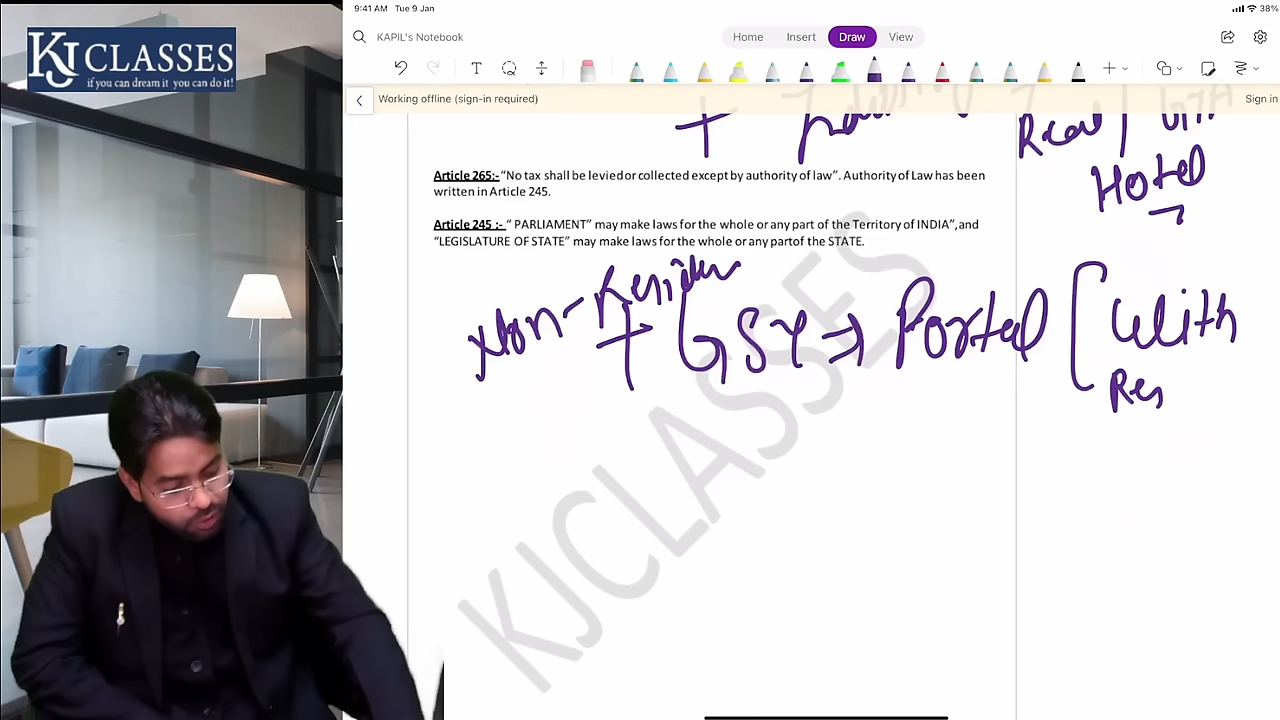 KJ CLASSES
if you can dream it you can do it!
9:41 AM Tue 9 Jan
38%
KAPIL's Notebook
Home Insert Draw View
Working offline (sign-in required)
Sign in
Hotel
Article 265:- “No tax shall be levied or collected except by authority of law”. Authority of Law has been
written in Article 245.
Article 245 :- “ PARLIAMENT” may make laws for the whole or any part of the Territory of INDIA”, and
“LEGISLATURE OF STATE” may make laws for the whole or any partof the STATE.
+ GST → Portal [ With
Res
KJCLASSES